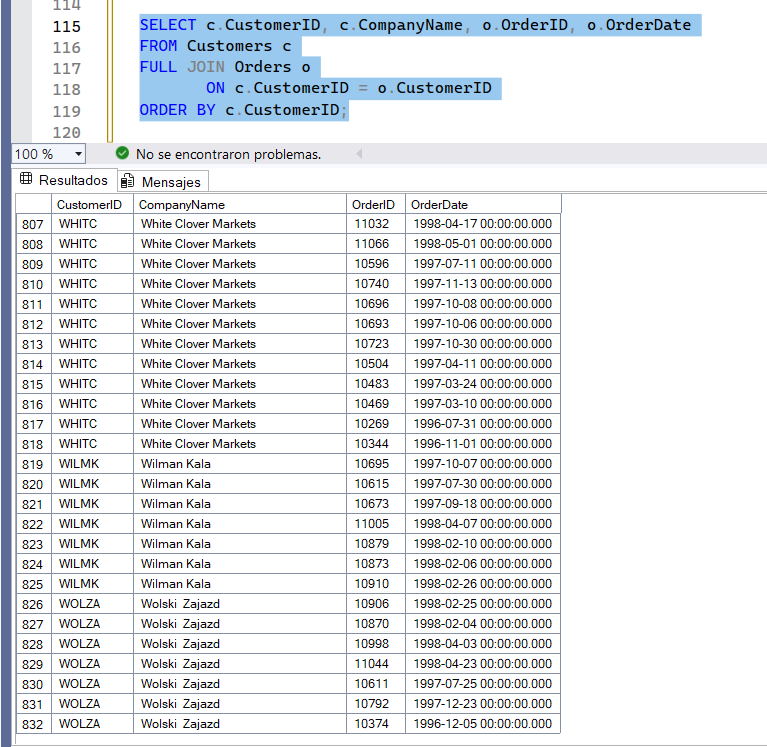 114
115 SELECT c.CustomerID, c.CompanyName, o.OrderID, o.OrderDate
116 FROM Customers c
117 FULL JOIN Orders o
118 ON c.CustomerID = o.CustomerID
119 ORDER BY c.CustomerID;
120
100 % No se encontraron problemas.
Resultados Mensajes
CustomerID CompanyName OrderID OrderDate
807 WHITC White Clover Markets 11032 1998-04-17 00:00:00.000
808 WHITC White Clover Markets 11066 1998-05-01 00:00:00.000
809 WHITC White Clover Markets 10596 1997-07-11 00:00:00.000
810 WHITC White Clover Markets 10740 1997-11-13 00:00:00.000
811 WHITC White Clover Markets 10696 1997-10-08 00:00:00.000
812 WHITC White Clover Markets 10693 1997-10-06 00:00:00.000
813 WHITC White Clover Markets 10723 1997-10-30 00:00:00.000
814 WHITC White Clover Markets 10504 1997-04-11 00:00:00.000
815 WHITC White Clover Markets 10483 1997-03-24 00:00:00.000
816 WHITC White Clover Markets 10469 1997-03-10 00:00:00.000
817 WHITC White Clover Markets 10269 1996-07-31 00:00:00.000
818 WHITC White Clover Markets 10344 1996-11-01 00:00:00.000
819 WILMK Wilman Kala 10695 1997-10-07 00:00:00.000
820 WILMK Wilman Kala 10615 1997-07-30 00:00:00.000
821 WILMK Wilman Kala 10673 1997-09-18 00:00:00.000
822 WILMK Wilman Kala 11005 1998-04-07 00:00:00.000
823 WILMK Wilman Kala 10879 1998-02-10 00:00:00.000
824 WILMK Wilman Kala 10873 1998-02-06 00:00:00.000
825 WILMK Wilman Kala 10910 1998-02-26 00:00:00.000
826 WOLZA Wolski Zajazd 10906 1998-02-25 00:00:00.000
827 WOLZA Wolski Zajazd 10870 1998-02-04 00:00:00.000
828 WOLZA Wolski Zajazd 10998 1998-04-03 00:00:00.000
829 WOLZA Wolski Zajazd 11044 1998-04-23 00:00:00.000
830 WOLZA Wolski Zajazd 10611 1997-07-25 00:00:00.000
831 WOLZA Wolski Zajazd 10792 1997-12-23 00:00:00.000
832 WOLZA Wolski Zajazd 10374 1996-12-05 00:00:00.000